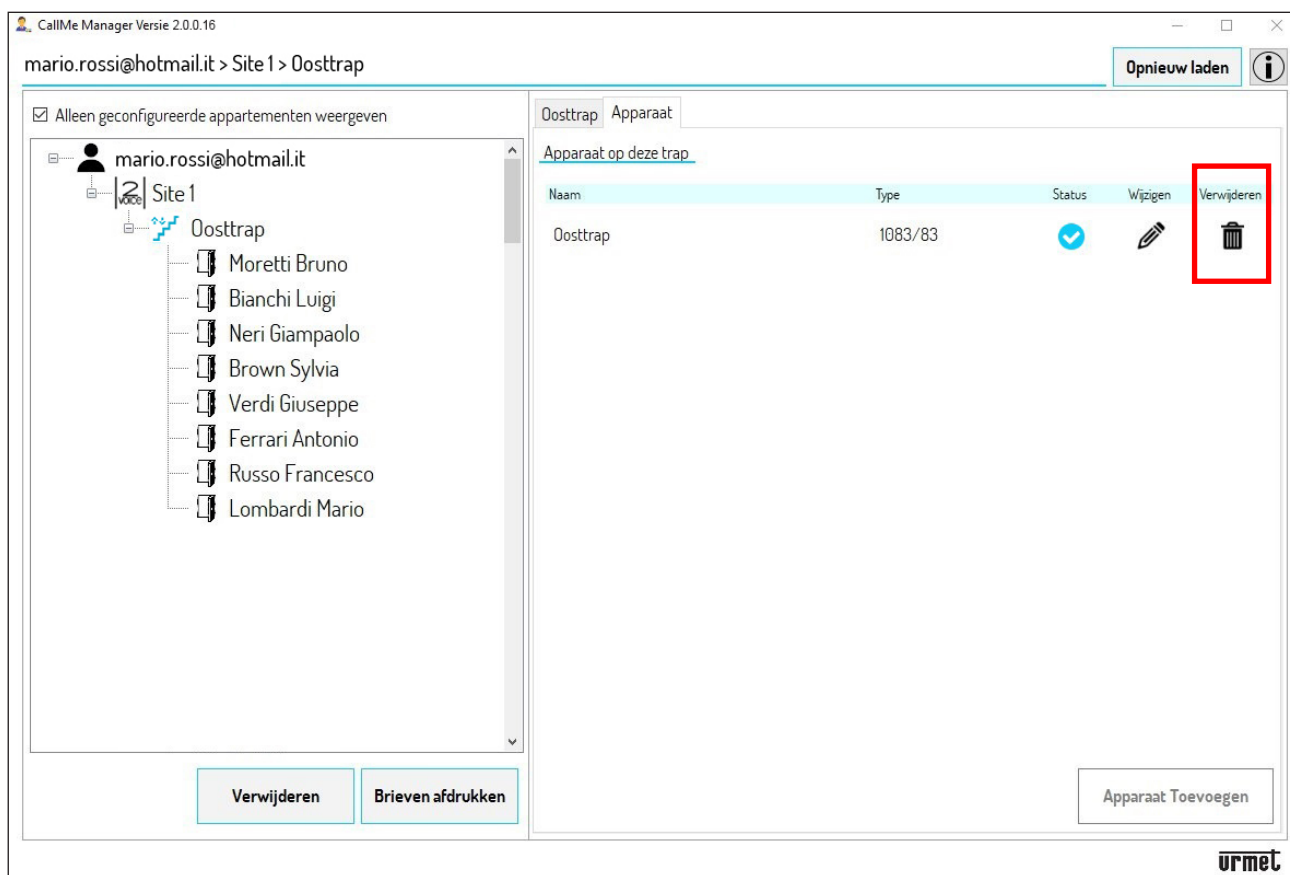 CallMe Manager Versie 2.0.0.16
mario.rossi@hotmail.it > Site 1 > Oosttrap
Opnieuw laden
Alleen geconfigureerde appartementen weergeven
mario.rossi@hotmail.it
2 VOICE Site 1
Oosttrap
Moretti Bruno
Bianchi Luigi
Neri Giampaolo
Brown Sylvia
Verdi Giuseppe
Ferrari Antonio
Russo Francesco
Lombardi Mario
Verwijderen Brieven afdrukken
Oosttrap Apparaat
Apparaat op deze trap
Naam Type Status Wijzigen Verwijderen
Oosttrap 1083/83
Apparaat Toevoegen
urmet